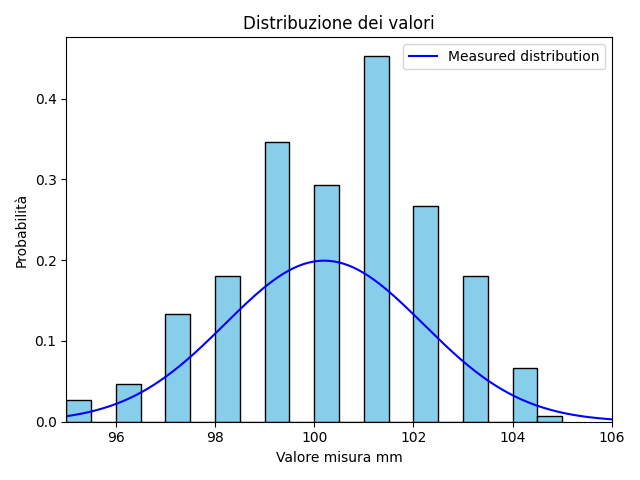 Distribuzione dei valori
Measured distribution
Probabilità
0.4
0.3
0.2
0.1
0.0
96 98 100 102 104 106
Valore misura mm